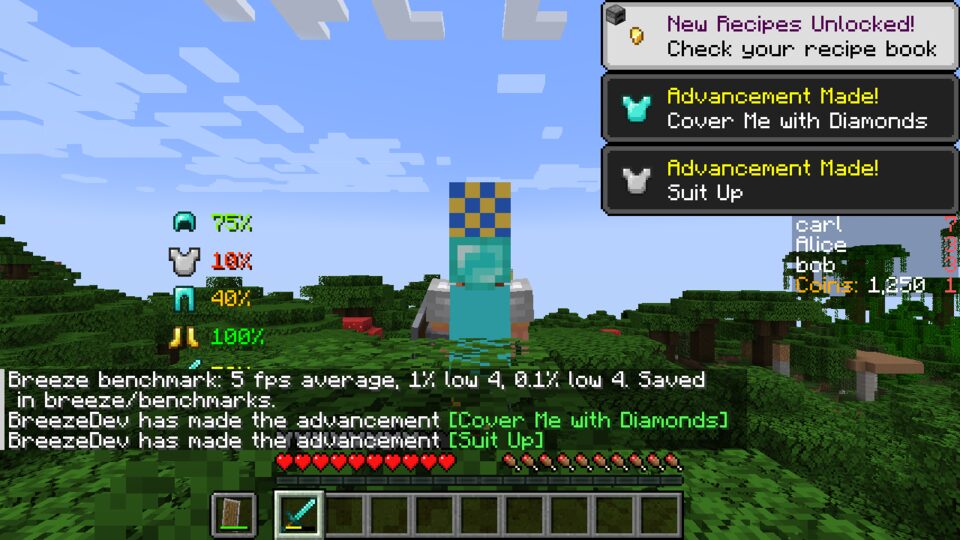 New Recipes Unlocked!
Check your recipe book
Advancement Made!
Cover Me with Diamonds
Advancement Made!
Suit Up
75%
10%
40%
100%
carl 7
Alice
bob
Coins: 1,250 1
Breeze benchmark: 5 fps average, 1% low 4, 0.1% low 4. Saved
in breeze/benchmarks.
BreezeDev has made the advancement [Cover Me with Diamonds]
BreezeDev has made the advancement [Suit Up]